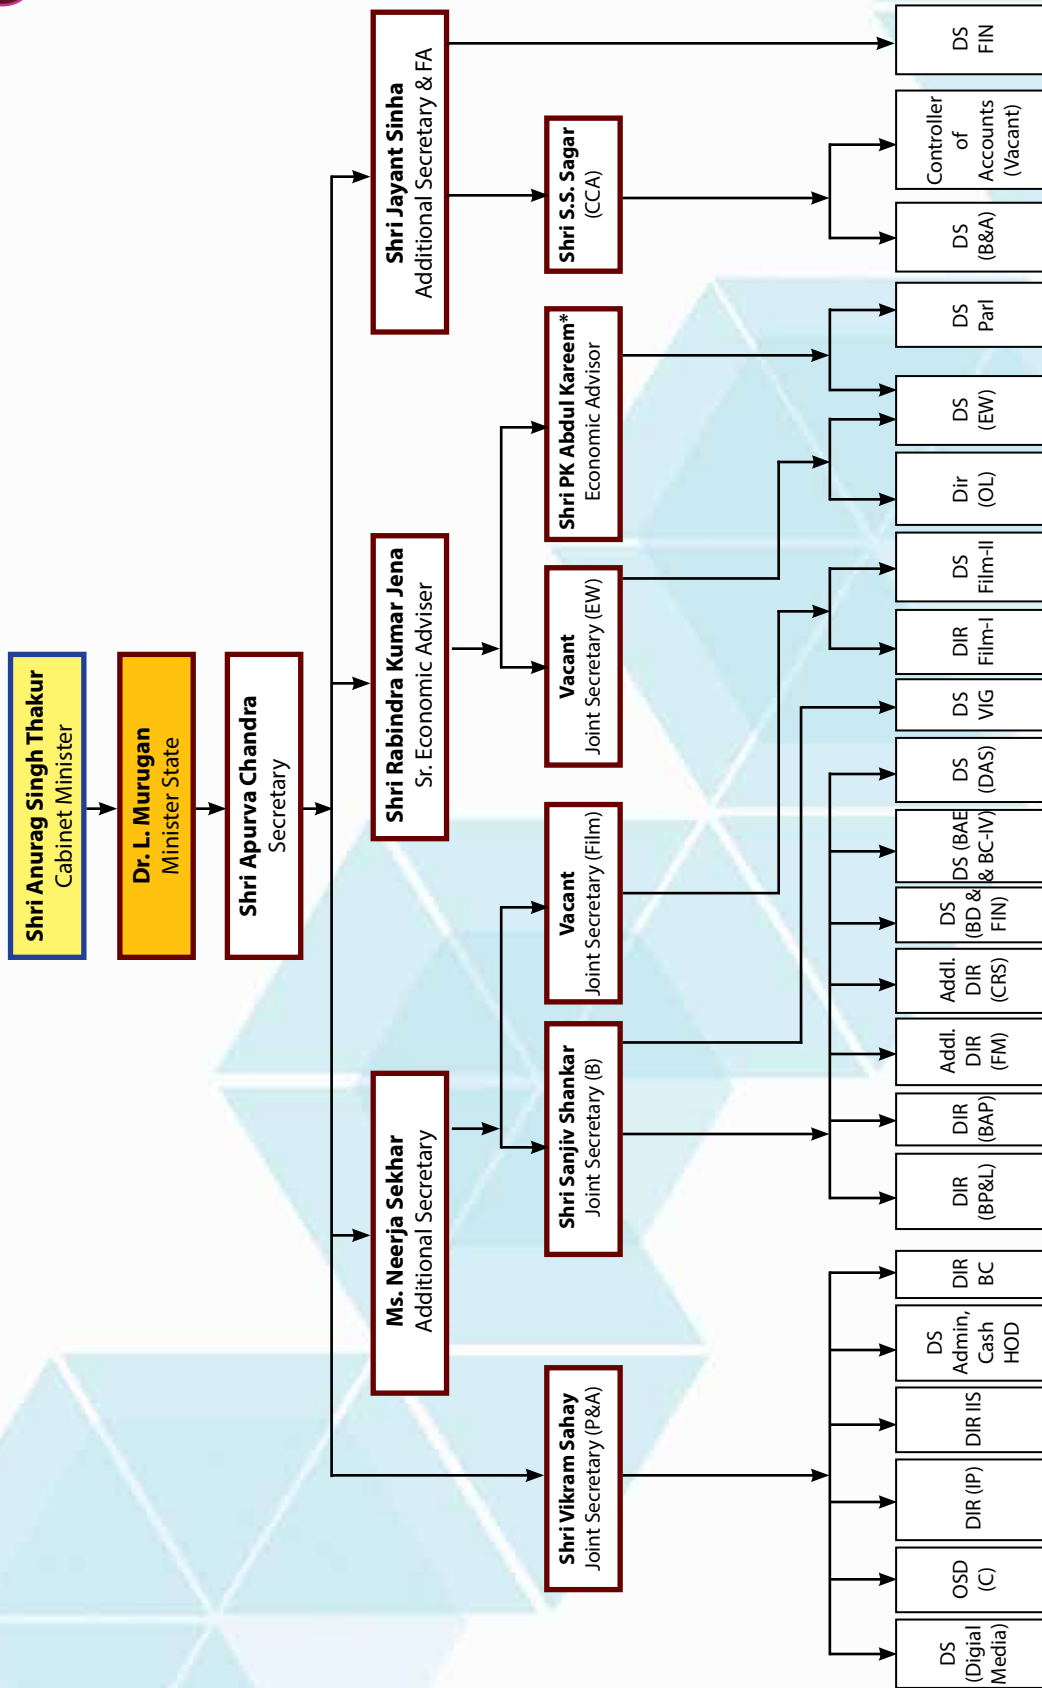 Shri Anurag Singh Thakur
Cabinet Minister
Dr. L. Murugan
Minister State
Shri Apurva Chandra
Secretary
Ms. Neerja Sekhar
Additional Secretary
Shri Rabindra Kumar Jena
Sr. Economic Adviser
Shri Jayant Sinha
Additional Secretary & FA
Shri Vikram Sahay
Joint Secretary (P&A)
Shri Sanjiv Shankar
Joint Secretary (B)
Vacant
Joint Secretary (Film)
Vacant
Joint Secretary (EW)
Shri PK Abdul Kareem*
Economic Advisor
Shri S.S. Sagar
(CCA)
DS
(Digial
Media)
OSD
(C)
DIR (IP)
DIR IIS
DS
Admin,
Cash
HOD
DIR
BC
DIR
(BP&L)
DIR
(BAP)
Addl.
DIR
(FM)
Addl.
DIR
(CRS)
DS
(BD &
FIN)
DS (BAE
& BC-IV)
DS
(DAS)
DS
VIG
DIR
Film-I
DS
Film-II
Dir
(OL)
DS
(EW)
DS
Parl
DS
(B&A)
Controller
of
Accounts
(Vacant)
DS
FIN